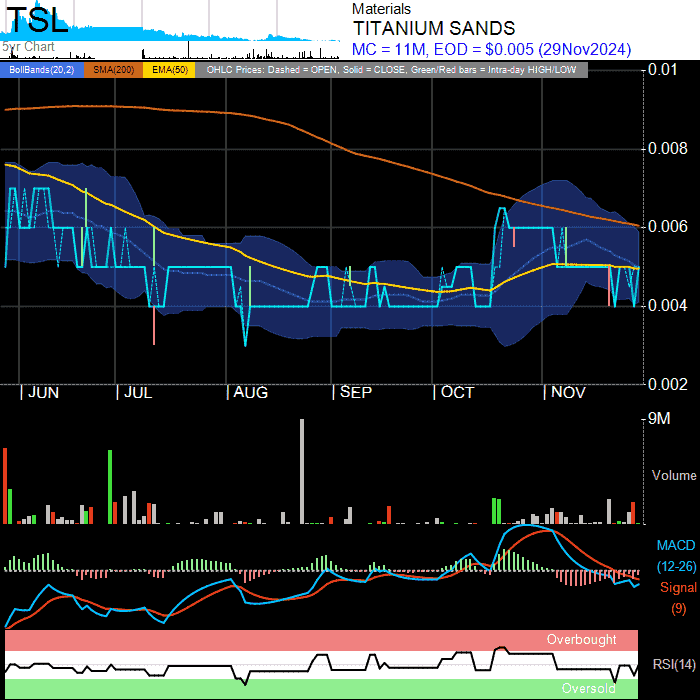 TSL
5yr Chart
Materials
TITANIUM SANDS
MC = 11M, EOD = $0.005 (29Nov2024)
BollBands(20,2) SMA(200) EMA(50) OHLC Prices: Dashed = OPEN, Solid = CLOSE, Green/Red bars = Intra-day HIGH/LOW
0.01
0.008
0.006
0.004
0.002
JUN JUL AUG SEP OCT NOV
9M
Volume
MACD
(12-26)
Signal
(9)
Overbought
RSI(14)
Oversold